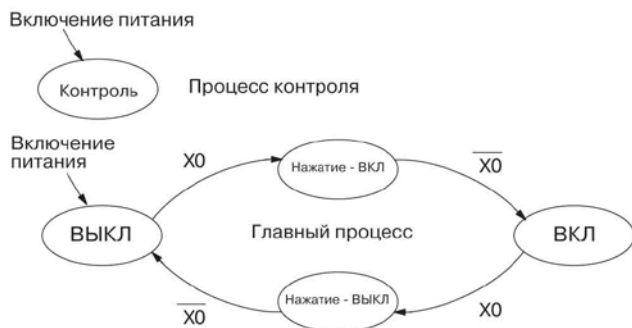 Включение питания
Контроль
Процесс контроля
Включение
питания
X0
Нажатие - ВКЛ
X0
ВЫКЛ
Главный процесс
ВКЛ
X0
Нажатие - ВЫКЛ
X0